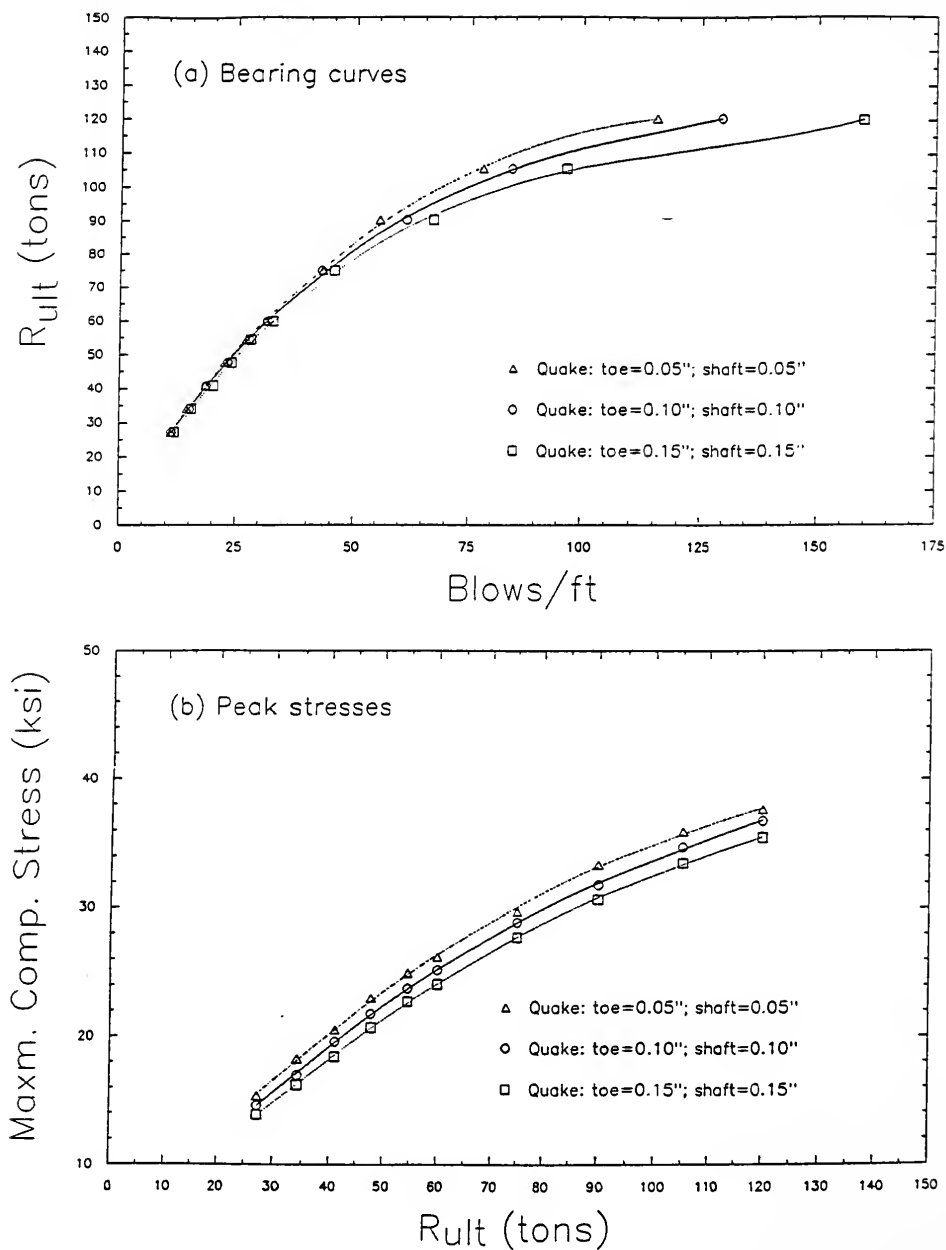 (a) Bearing curves
150
140
130
120
110
100
90
80
70
60
50
40
30
20
10
0
Rult (tons)
△ Quake: toe=0.05"; shaft=0.05"
○ Quake: toe=0.10"; shaft=0.10"
□ Quake: toe=0.15"; shaft=0.15"
0 25 50 75 100 125 150 175
Blows/ft
(b) Peak stresses
50
40
30
20
10
Maxm. Comp. Stress (ksi)
△ Quake: toe=0.05"; shaft=0.05"
○ Quake: toe=0.10"; shaft=0.10"
□ Quake: toe=0.15"; shaft=0.15"
0 10 20 30 40 50 60 70 80 90 100 110 120 130 140 150
Rult (tons)